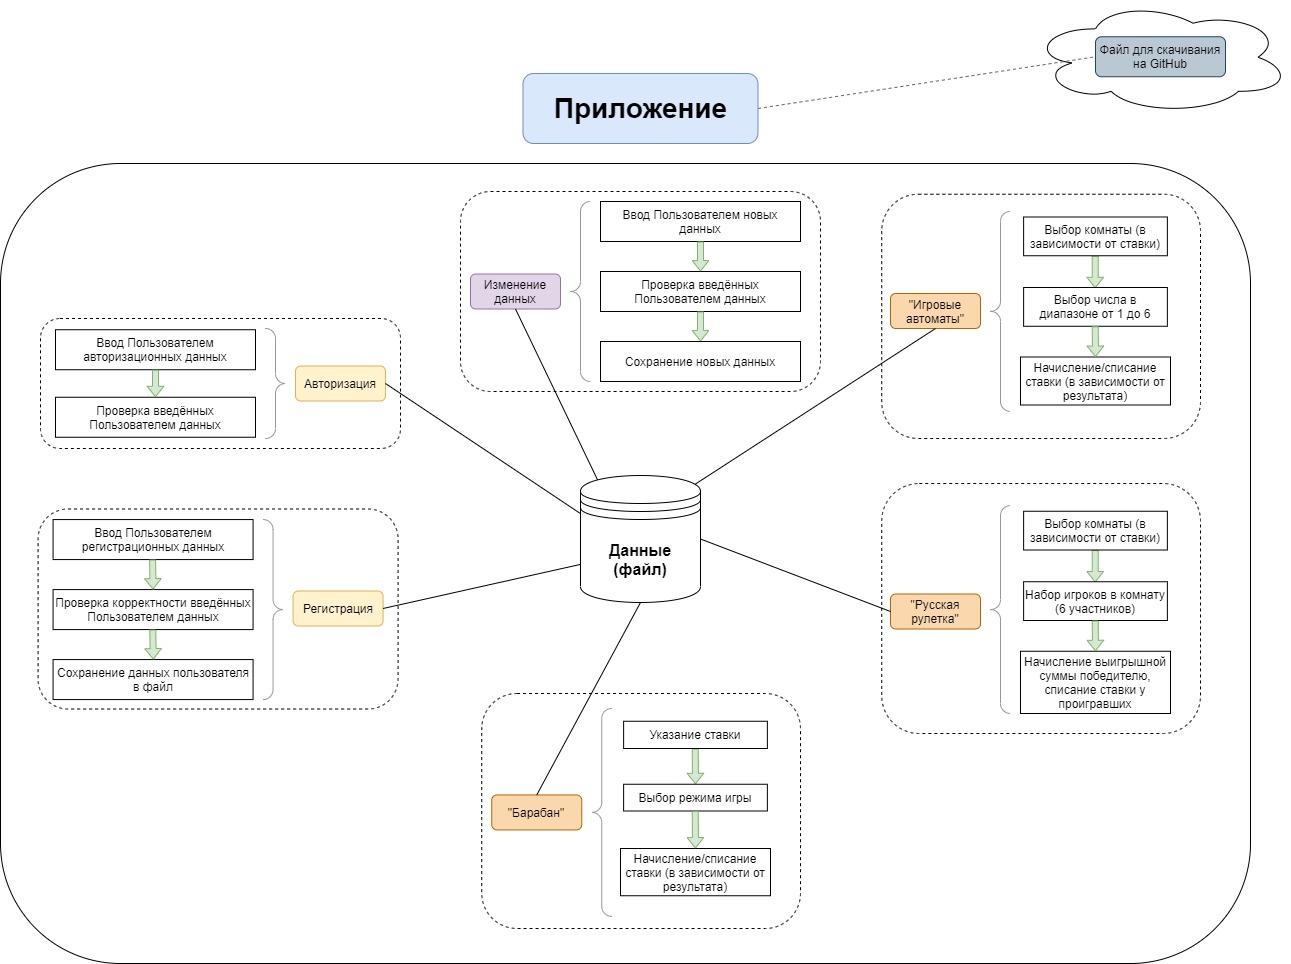 Файл для скачивания
на GitHub
Приложение
Ввод Пользователем новых
данных
Изменение
данных
Проверка введённых
Пользователем данных
Сохранение новых данных
Выбор комнаты (в
зависимости от ставки)
"Игровые
автоматы"
Выбор числа в
диапазоне от 1 до 6
Начисление/списание
ставки (в зависимости от
результата)
Ввод Пользователем
авторизационных данных
Авторизация
Проверка введённых
Пользователем данных
Данные
(файл)
Ввод Пользователем
регистрационных данных
Проверка корректности введённых
Пользователем данных
Регистрация
Сохранение данных пользователя
в файл
Выбор комнаты (в
зависимости от ставки)
"Русская
рулетка"
Набор игроков в комнату
(6 участников)
Начисление выигрышной
суммы победителю,
списание ставки у
проигравших
Указание ставки
"Барабан"
Выбор режима игры
Начисление/списание
ставки (в зависимости от
результата)